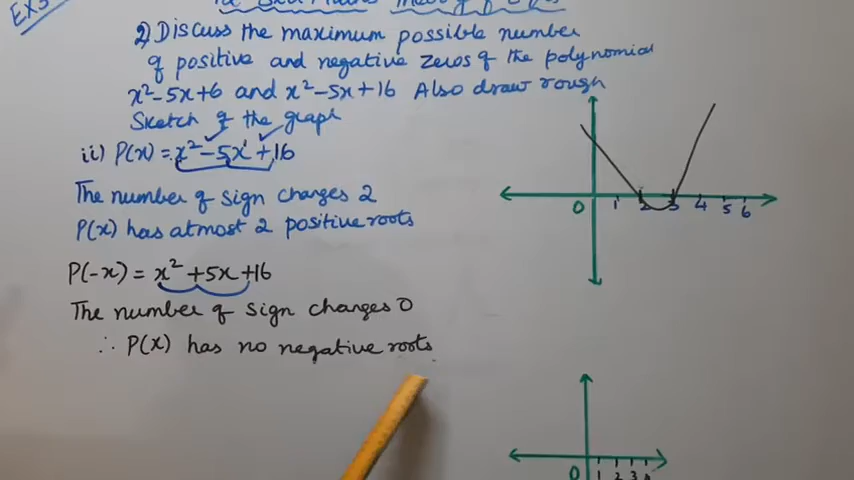 EX3
Theory of
2) Discuss the maximum possible number
of positive and negative zeros of the polynomial
x²-5x+6 and x²-5x+16 Also draw rough
Sketch of the graph
ii) P(x) = x²-5x+16
The number of sign changes 2
P(x) has atmost 2 positive roots
P(-x) = x²+5x+16
The number of sign changes 0
∴ P(x) has no negative roots
0 1 2 3 4 5 6
0 1 2 3 4